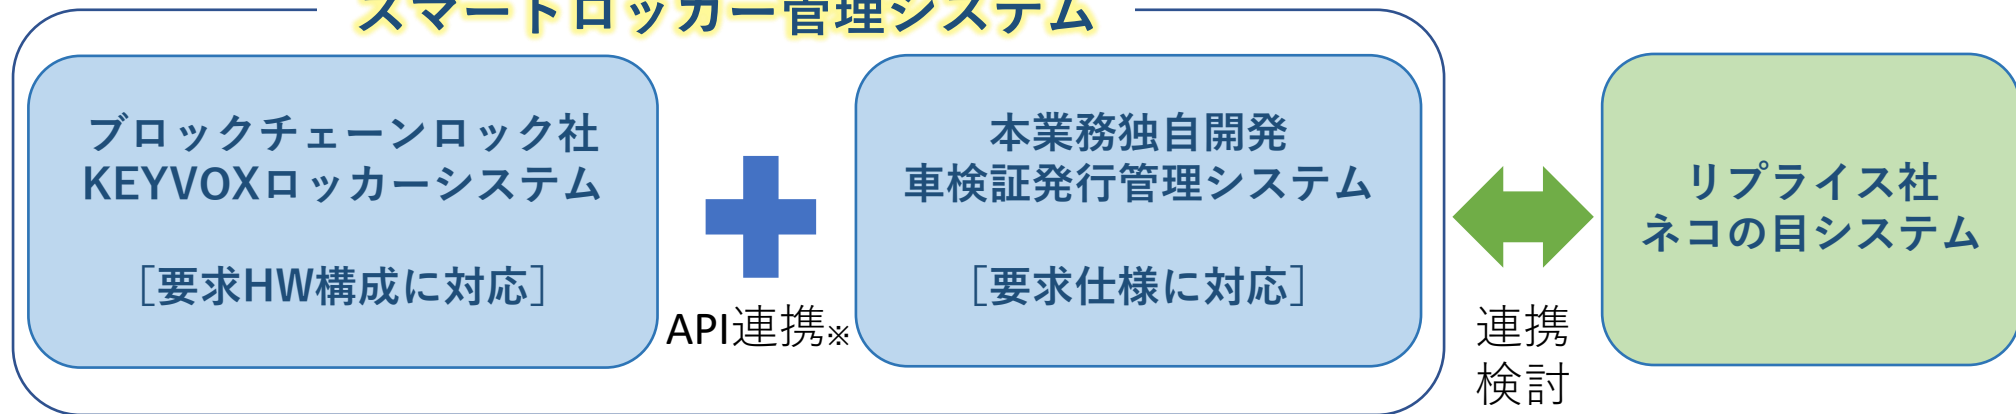 スマートロッカー管理システム
ブロックチェーンロック社
KEYVOXロッカーシステム
［要求HW構成に対応］
API連携※
本業務独自開発
車検証発行管理システム
［要求仕様に対応］
連携
検討
リプライス社
ネコの目システム